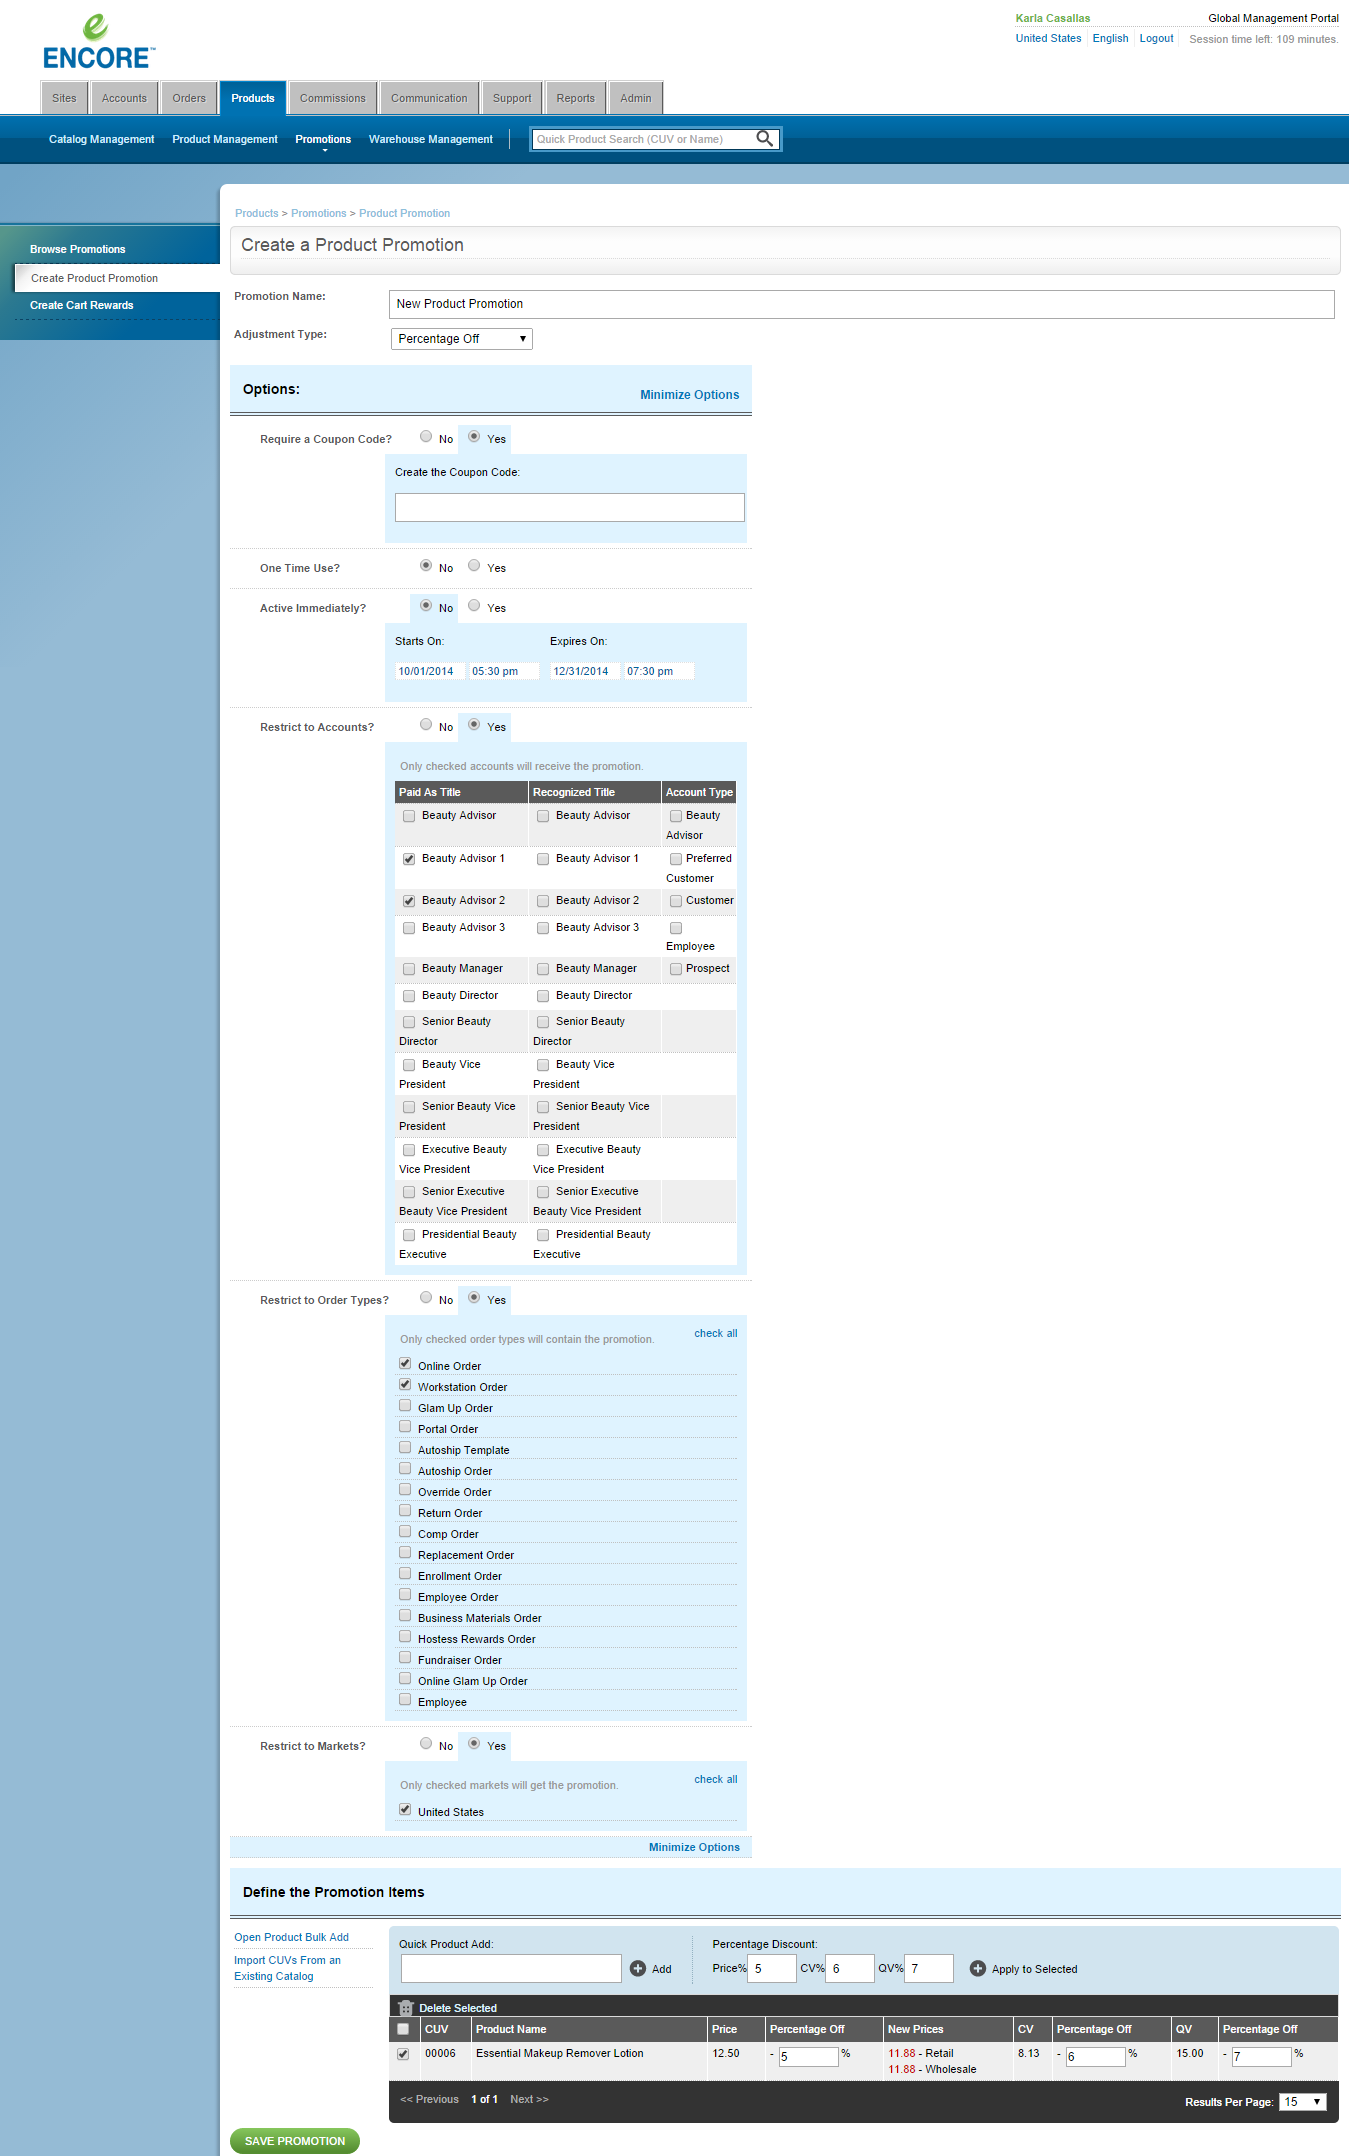 Karla Casallas Global Management Portal
United States English Logout Session time left: 109 minutes.
ENCORE™
Sites Accounts Orders Products Commissions Communication Support Reports Admin
Catalog Management Product Management Promotions Warehouse Management Quick Product Search (CUV or Name)
Products > Promotions > Product Promotion
Browse Promotions
Create Product Promotion
Create Cart Rewards
Create a Product Promotion
Promotion Name: New Product Promotion
Adjustment Type: Percentage Off
Options: Minimize Options
Require a Coupon Code? No Yes
Create the Coupon Code:
One Time Use? No Yes
Active Immediately? No Yes
Starts On: Expires On:
10/01/2014 05:30 pm 12/31/2014 07:30 pm
Restrict to Accounts? No Yes
Only checked accounts will receive the promotion.
Paid As Title Recognized Title Account Type
Beauty Advisor Beauty Advisor Beauty
Advisor
Beauty Advisor 1 Beauty Advisor 1 Preferred
Customer
Beauty Advisor 2 Beauty Advisor 2 Customer
Beauty Advisor 3 Beauty Advisor 3
Employee
Beauty Manager Beauty Manager Prospect
Beauty Director Beauty Director
Senior Beauty Senior Beauty
Director Director
Beauty Vice Beauty Vice
President President
Senior Beauty Vice Senior Beauty Vice
President President
Executive Beauty Executive Beauty
Vice President Vice President
Senior Executive Senior Executive
Beauty Vice President Beauty Vice President
Presidential Beauty Presidential Beauty
Executive Executive
Restrict to Order Types? No Yes
Only checked order types will contain the promotion. check all
Online Order
Workstation Order
Glam Up Order
Portal Order
Autoship Template
Autoship Order
Override Order
Return Order
Comp Order
Replacement Order
Enrollment Order
Employee Order
Business Materials Order
Hostess Rewards Order
Fundraiser Order
Online Glam Up Order
Employee
Restrict to Markets? No Yes
Only checked markets will get the promotion. check all
United States
Minimize Options
Define the Promotion Items
Open Product Bulk Add
Import CUVs From an
Existing Catalog
Quick Product Add: Percentage Discount:
Add Price% 5 CV% 6 QV% 7 Apply to Selected
Delete Selected
CUV Product Name Price Percentage Off New Prices CV Percentage Off QV Percentage Off
00006 Essential Makeup Remover Lotion 12.50 - 5 % 11.88 - Retail 8.13 - 6 % 15.00 - 7 %
11.88 - Wholesale
<< Previous 1 of 1 Next >> Results Per Page: 15
SAVE PROMOTION